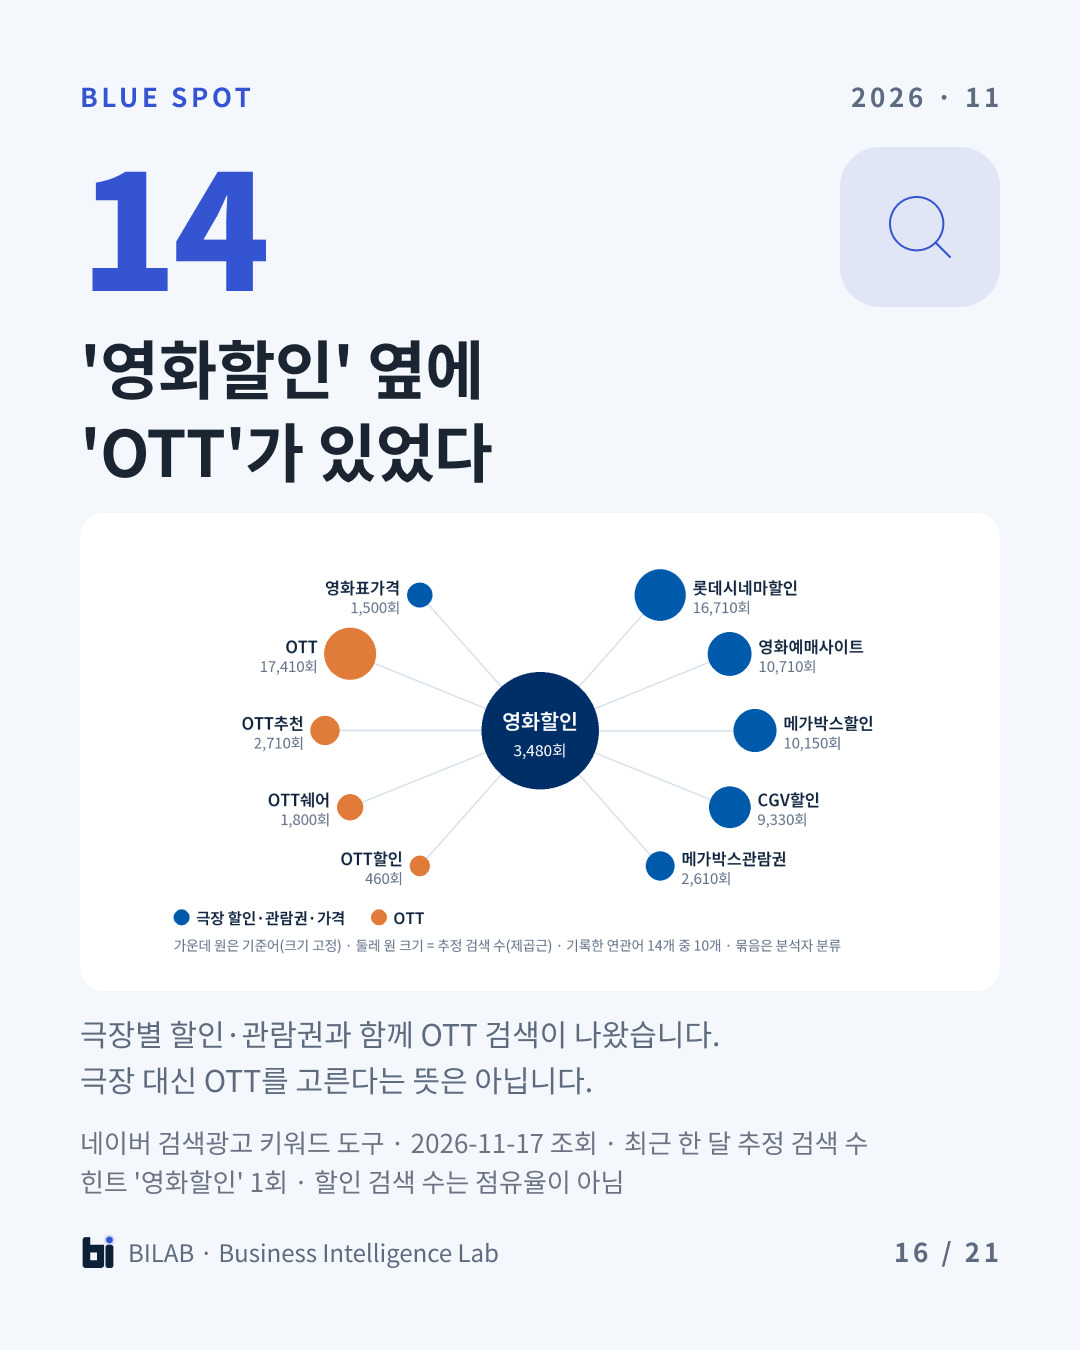 BLUE SPOT
2026 · 11
14
'영화할인' 옆에
'OTT'가 있었다
영화표가격
1,500회
롯데시네마할인
16,710회
OTT
17,410회
영화예매사이트
10,710회
OTT추천
2,710회
영화할인
3,480회
메가박스할인
10,150회
OTT쉐어
1,800회
CGV할인
9,330회
OTT할인
460회
메가박스관람권
2,610회
극장 할인·관람권·가격
OTT
가운데 원은 기준어(크기 고정) · 둘레 원 크기 = 추정 검색 수(제곱근) · 기록한 연관어 14개 중 10개 · 묶음은 분석자 분류
극장별 할인·관람권과 함께 OTT 검색이 나왔습니다.
극장 대신 OTT를 고른다는 뜻은 아닙니다.
네이버 검색광고 키워드 도구 · 2026-11-17 조회 · 최근 한 달 추정 검색 수
힌트 '영화할인' 1회 · 할인 검색 수는 점유율이 아님
bi BILAB · Business Intelligence Lab
16 / 21